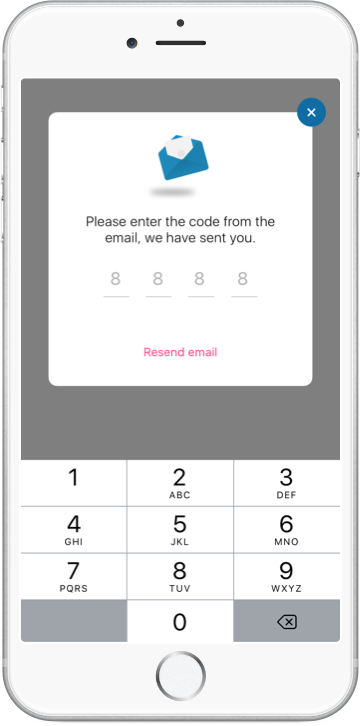 Please enter the code from the
email, we have sent you.
8 8 8 8
Resend email
1 2 3
ABC DEF
4 5 6
GHI JKL MNO
7 8 9
PQRS TUV WXYZ
0